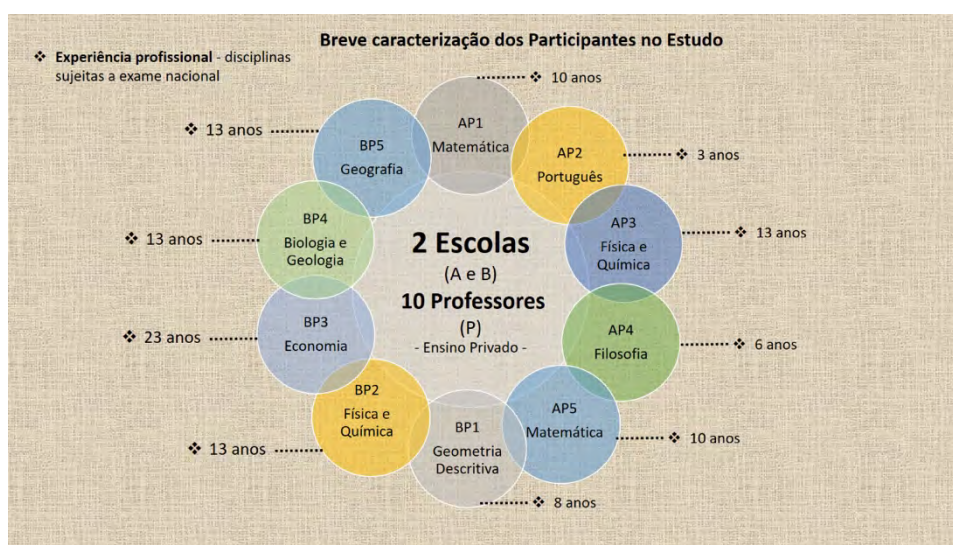 Breve caracterização dos Participantes no Estudo
❖ Experiência profissional - disciplinas
sujeitas a exame nacional
❖ 10 anos
AP1
Matemática
AP2
Português
❖ 3 anos
AP3
Física e
Química
❖ 13 anos
AP4
Filosofia
❖ 6 anos
AP5
Matemática
❖ 10 anos
BP1
Geometria
Descritiva
❖ 8 anos
BP2
Física e
Química
❖ 13 anos
BP3
Economia
❖ 23 anos
BP4
Biologia e
Geologia
❖ 13 anos
BP5
Geografia
❖ 13 anos
2 Escolas
(A e B)
10 Professores
(P)
- Ensino Privado -